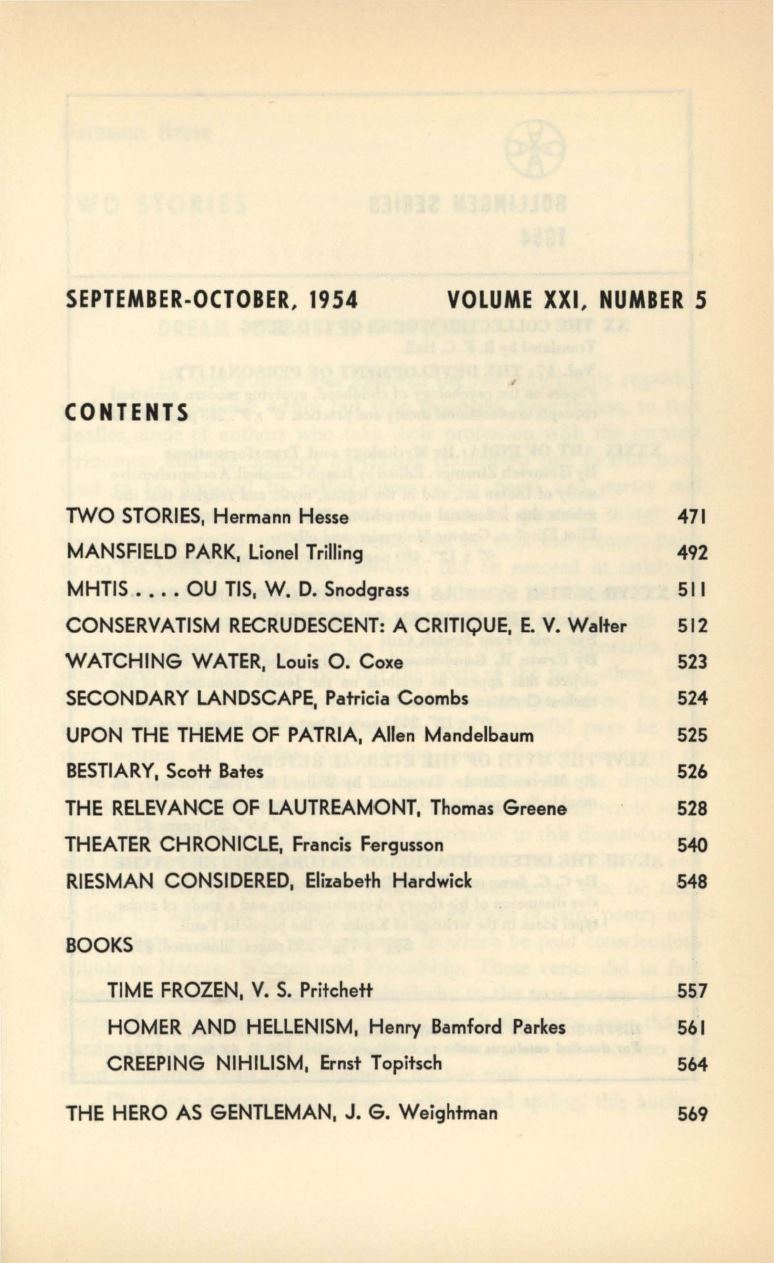 SEPTEMBER-OCTOBER, 1954 VOLUME XXI, NUMBER 5
CONTENTS
TWO STORIES, Hermann Hesse 471
MANSFIELD PARK, Lionel Trilling 492
MHTIS . . . . OU TIS, W. D. Snodgrass 511
CONSERVATISM RECRUDESCENT: A CRITIQUE, E. V. Walter 512
WATCHING WATER, Louis O. Coxe 523
SECONDARY LANDSCAPE, Patricia Coombs 524
UPON THE THEME OF PATRIA, Allen Mandelbaum 525
BESTIARY, Scott Bates 526
THE RELEVANCE OF LAUTREAMONT, Thomas Greene 528
THEATER CHRONICLE, Francis Fergusson 540
RIESMAN CONSIDERED, Elizabeth Hardwick 548
BOOKS
TIME FROZEN, V. S. Pritchett 557
HOMER AND HELLENISM, Henry Bamford Parkes 561
CREEPING NIHILISM, Ernst Topitsch 564
THE HERO AS GENTLEMAN, J. G. Weightman 569